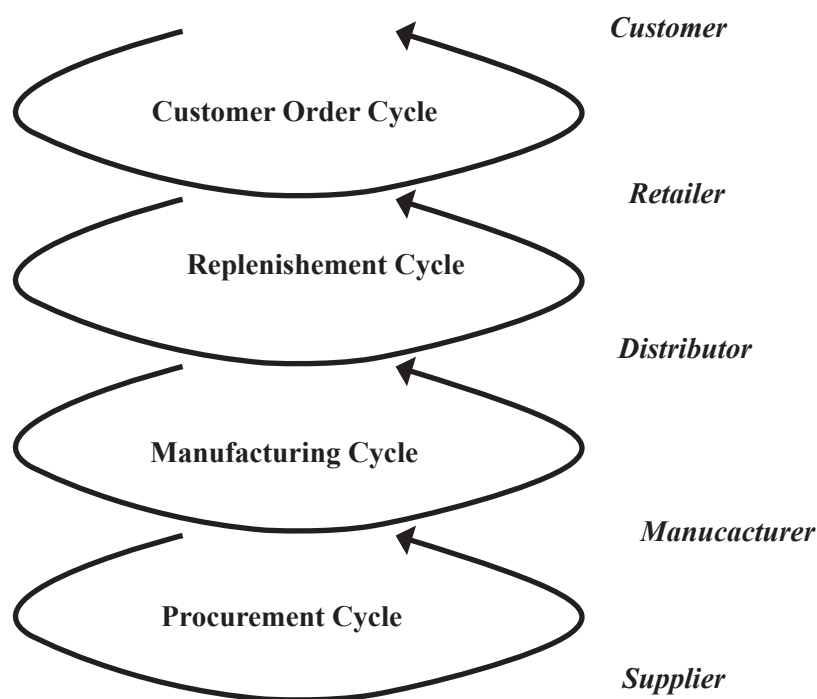 Customer
Customer Order Cycle
Retailer
Replenishement Cycle
Distributor
Manufacturing Cycle
Manucacturer
Procurement Cycle
Supplier